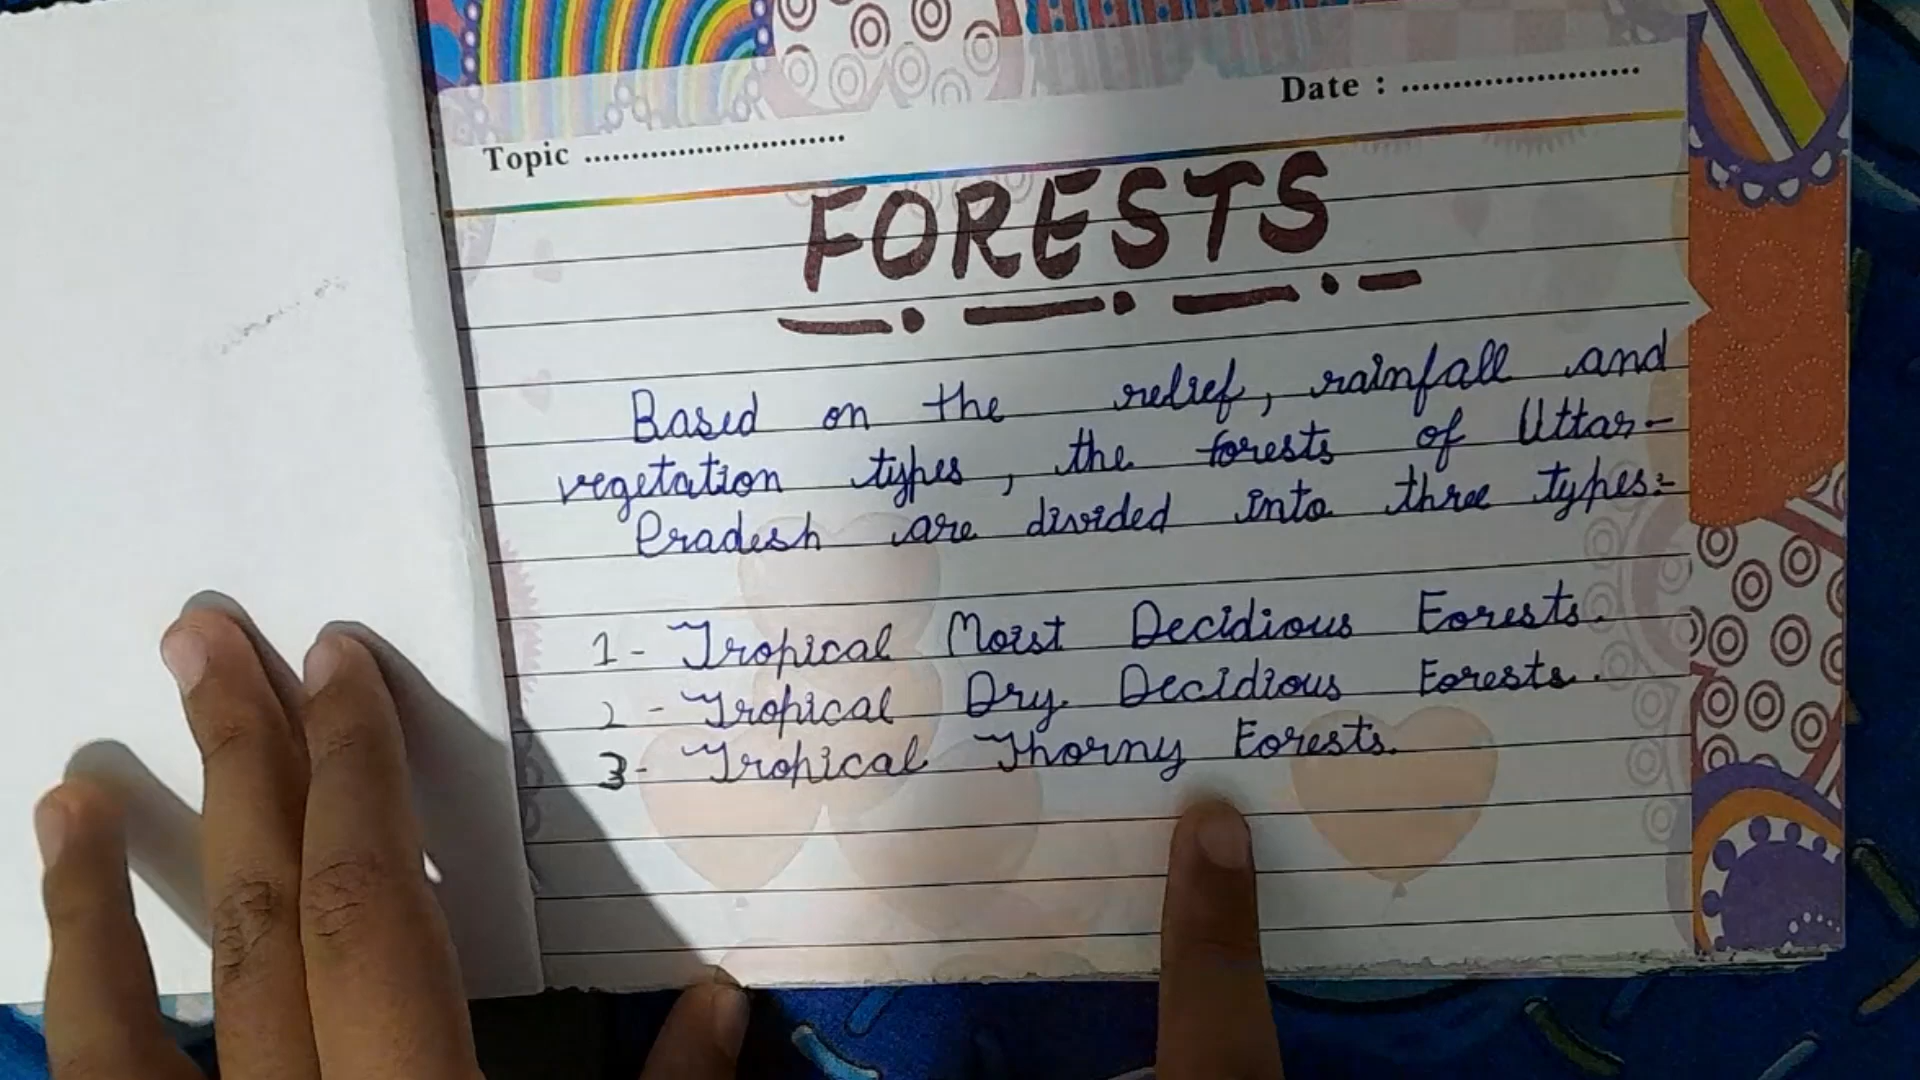 Date : .........................
Topic ............................
FORESTS
Based on the relief, rainfall and
vegetation types, the forests of Uttar-
Pradesh are divided into three types:-
1- Tropical Moist Decidious Forests.
2- Tropical Dry Decidious Forests.
3- Tropical Thorny Forests.